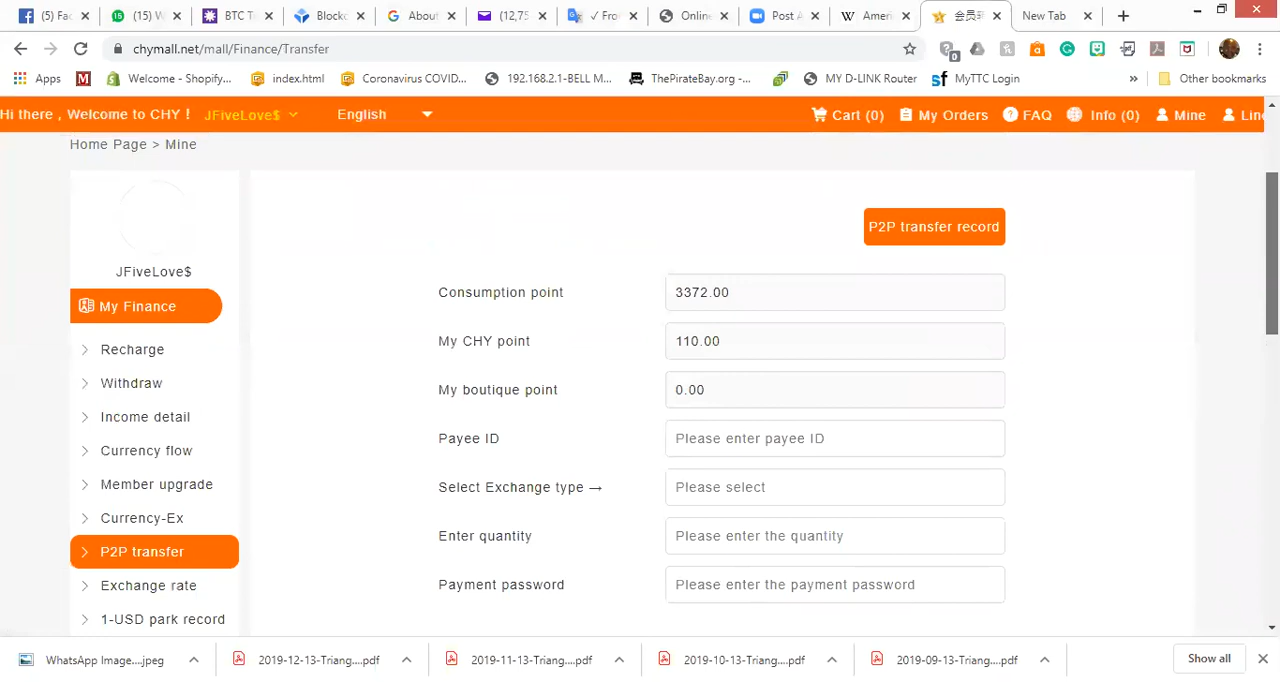 (5) Fac
(15) W
BTC Tr
Blocko
About
(12,75
✓ Fro
Online
Post A
Amer
会员
New Tab
chymall.net/mall/Finance/Transfer
Apps
Welcome - Shopify...
index.html
Coronavirus COVID...
192.168.2.1-BELL M...
ThePirateBay.org-...
MY D-LINK Router
MyTTC Login
»
Other bookmarks
Hi there , Welcome to CHY !
JFiveLove$
English
Cart (0)
My Orders
FAQ
Info (0)
Mine
Line
Home Page > Mine
P2P transfer record
JFiveLove$
My Finance
Recharge
Withdraw
Income detail
Currency flow
Member upgrade
Currency-Ex
P2P transfer
Exchange rate
1-USD park record
Consumption point
3372.00
My CHY point
110.00
My boutique point
0.00
Payee ID
Please enter payee ID
Select Exchange type →
Please select
Enter quantity
Please enter the quantity
Payment password
Please enter the payment password
WhatsApp Image....jpeg
2019-12-13-Triang....pdf
2019-11-13-Triang....pdf
2019-10-13-Triang....pdf
2019-09-13-Triang....pdf
Show all